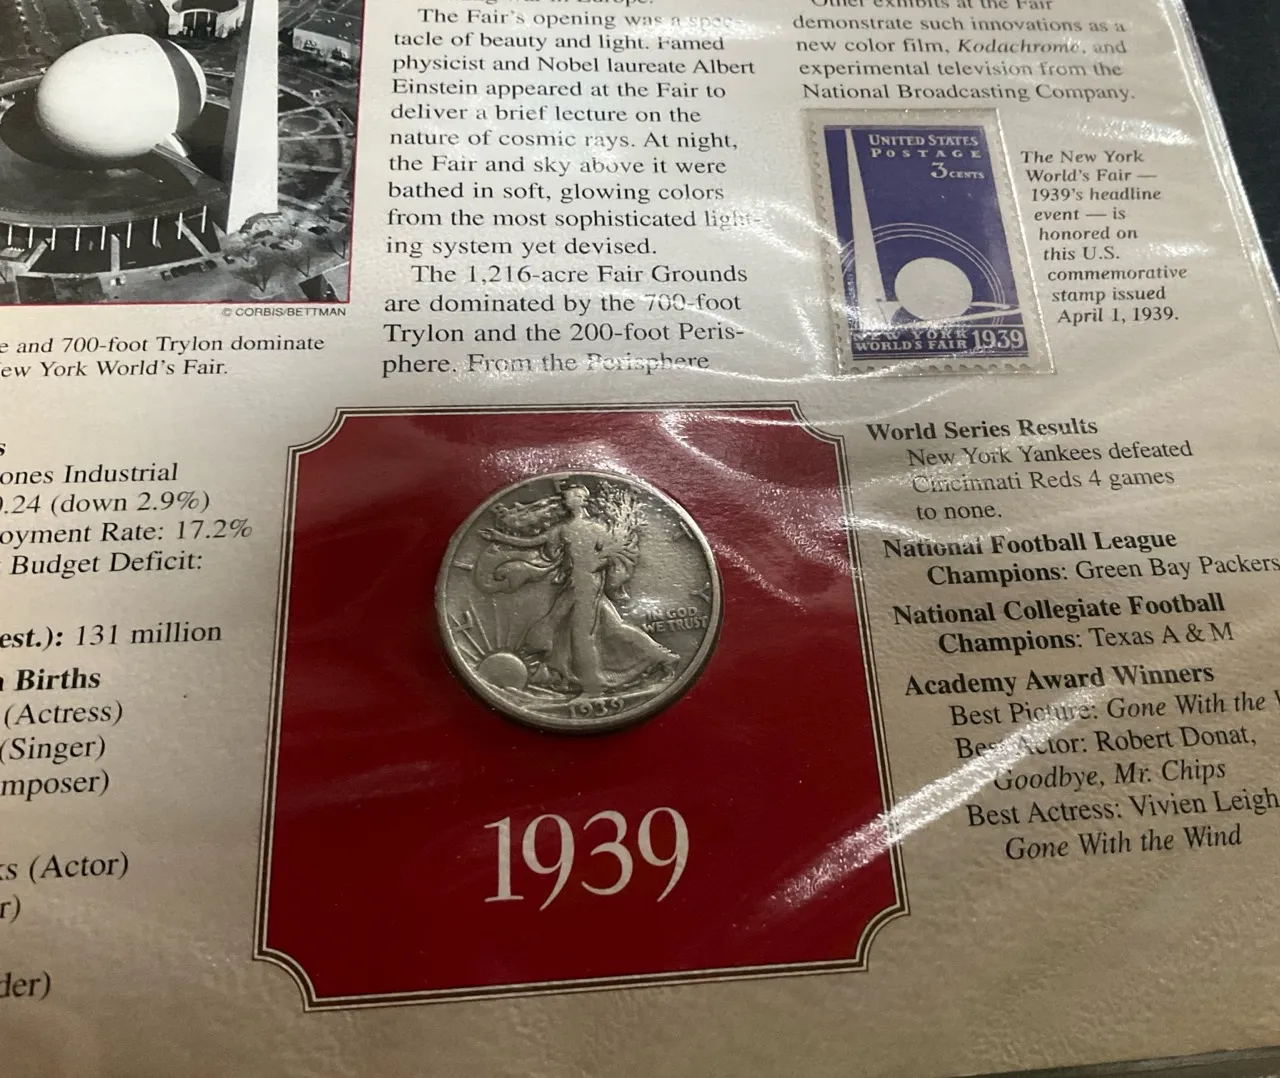 The Fair's opening was a spec-
tacle of beauty and light. Famed
physicist and Nobel laureate Albert
Einstein appeared at the Fair to
deliver a brief lecture on the
nature of cosmic rays. At night,
the Fair and sky above it were
bathed in soft, glowing colors
from the most sophisticated light-
ing system yet devised.
The 1,216-acre Fair Grounds
are dominated by the 700-foot
Trylon and the 200-foot Peris-
phere. From the Perisphere
Other exhibits at the Fair
demonstrate such innovations as a
new color film, Kodachrome, and
experimental television from the
National Broadcasting Company.
UNITED STATES
POSTAGE
3 CENTS
NEW YORK
WORLD'S FAIR 1939
The New York
World's Fair —
1939's headline
event — is
honored on
this U.S.
commemorative
stamp issued
April 1, 1939.
© CORBIS/BETTMAN
e and 700-foot Trylon dominate
ew York World's Fair.
s
ones Industrial
.24 (down 2.9%)
oyment Rate: 17.2%
Budget Deficit:
est.): 131 million
Births
(Actress)
(Singer)
mposer)
s (Actor)
r)
der)
IN GOD
WE TRUST
1939
1939
World Series Results
New York Yankees defeated
Cincinnati Reds 4 games
to none.
National Football League
Champions: Green Bay Packers
National Collegiate Football
Champions: Texas A & M
Academy Award Winners
Best Picture: Gone With the
Best Actor: Robert Donat,
Goodbye, Mr. Chips
Best Actress: Vivien Leigh
Gone With the Wind